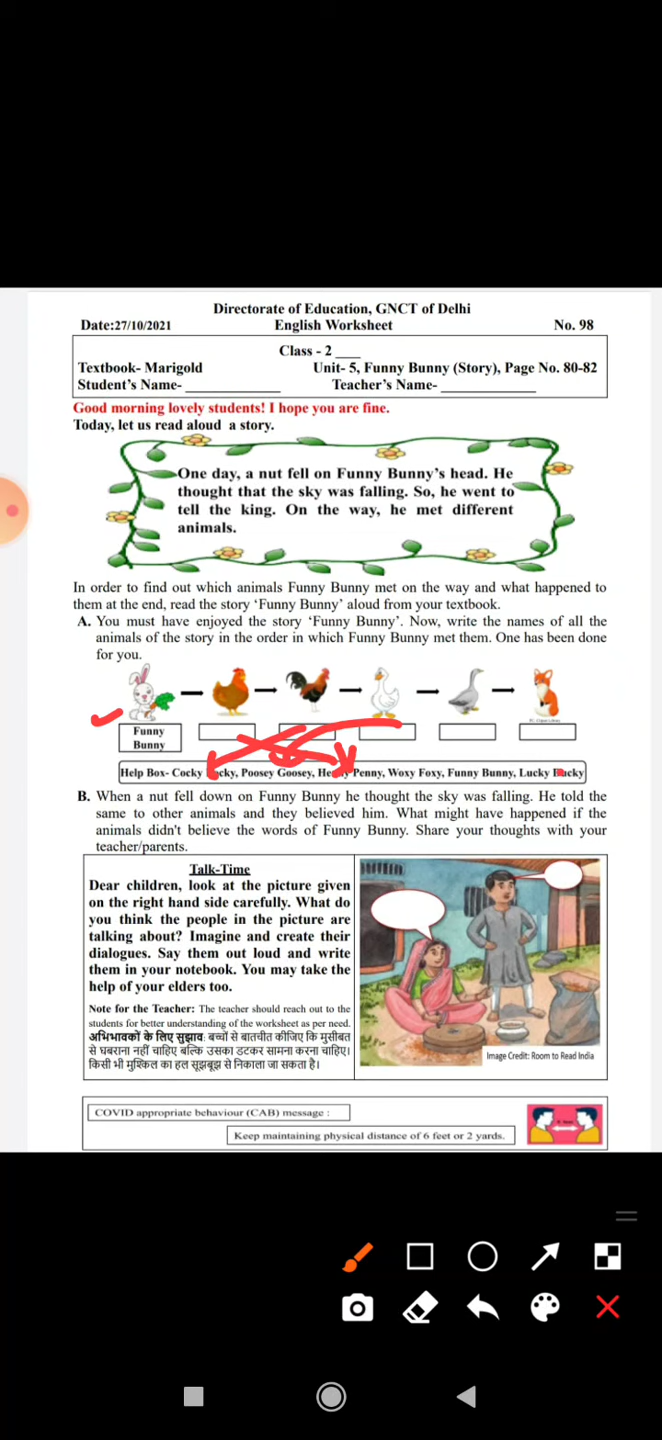 Directorate of Education, GNCT of Delhi
Date:27/10/2021 English Worksheet No. 98
Class - 2 ___
Textbook- Marigold Unit- 5, Funny Bunny (Story), Page No. 80-82
Student's Name- ___________ Teacher's Name- ___________
Good morning lovely students! I hope you are fine.
Today, let us read aloud a story.
One day, a nut fell on Funny Bunny's head. He
thought that the sky was falling. So, he went to
tell the king. On the way, he met different
animals.
In order to find out which animals Funny Bunny met on the way and what happened to
them at the end, read the story 'Funny Bunny' aloud from your textbook.
A. You must have enjoyed the story 'Funny Bunny'. Now, write the names of all the
animals of the story in the order in which Funny Bunny met them. One has been done
for you.
Funny
Bunny
Help Box- Cocky Poosey Goosey, Penny, Woxy Foxy, Funny Bunny, Lucky
B. When a nut fell down on Funny Bunny he thought the sky was falling. He told the
same to other animals and they believed him. What might have happened if the
animals didn't believe the words of Funny Bunny. Share your thoughts with your
teacher/parents.
Talk-Time
Dear children, look at the picture given
on the right hand side carefully. What do
you think the people in the picture are
talking about? Imagine and create their
dialogues. Say them out loud and write
them in your notebook. You may take the
help of your elders too.
Note for the Teacher: The teacher should reach out to the
students for better understanding of the worksheet as per need.
अभिभावकों के लिए सुझाव: बच्चों से बातचीत कीजिए कि मुसीबत
से घबराना नहीं चाहिए बल्कि उसका डटकर सामना करना चाहिए।
किसी भी मुश्किल का हल सूझबूझ से निकाला जा सकता है।
Image Credit: Room to Read India
COVID appropriate behaviour (CAB) message :
Keep maintaining physical distance of 6 feet or 2 yards.